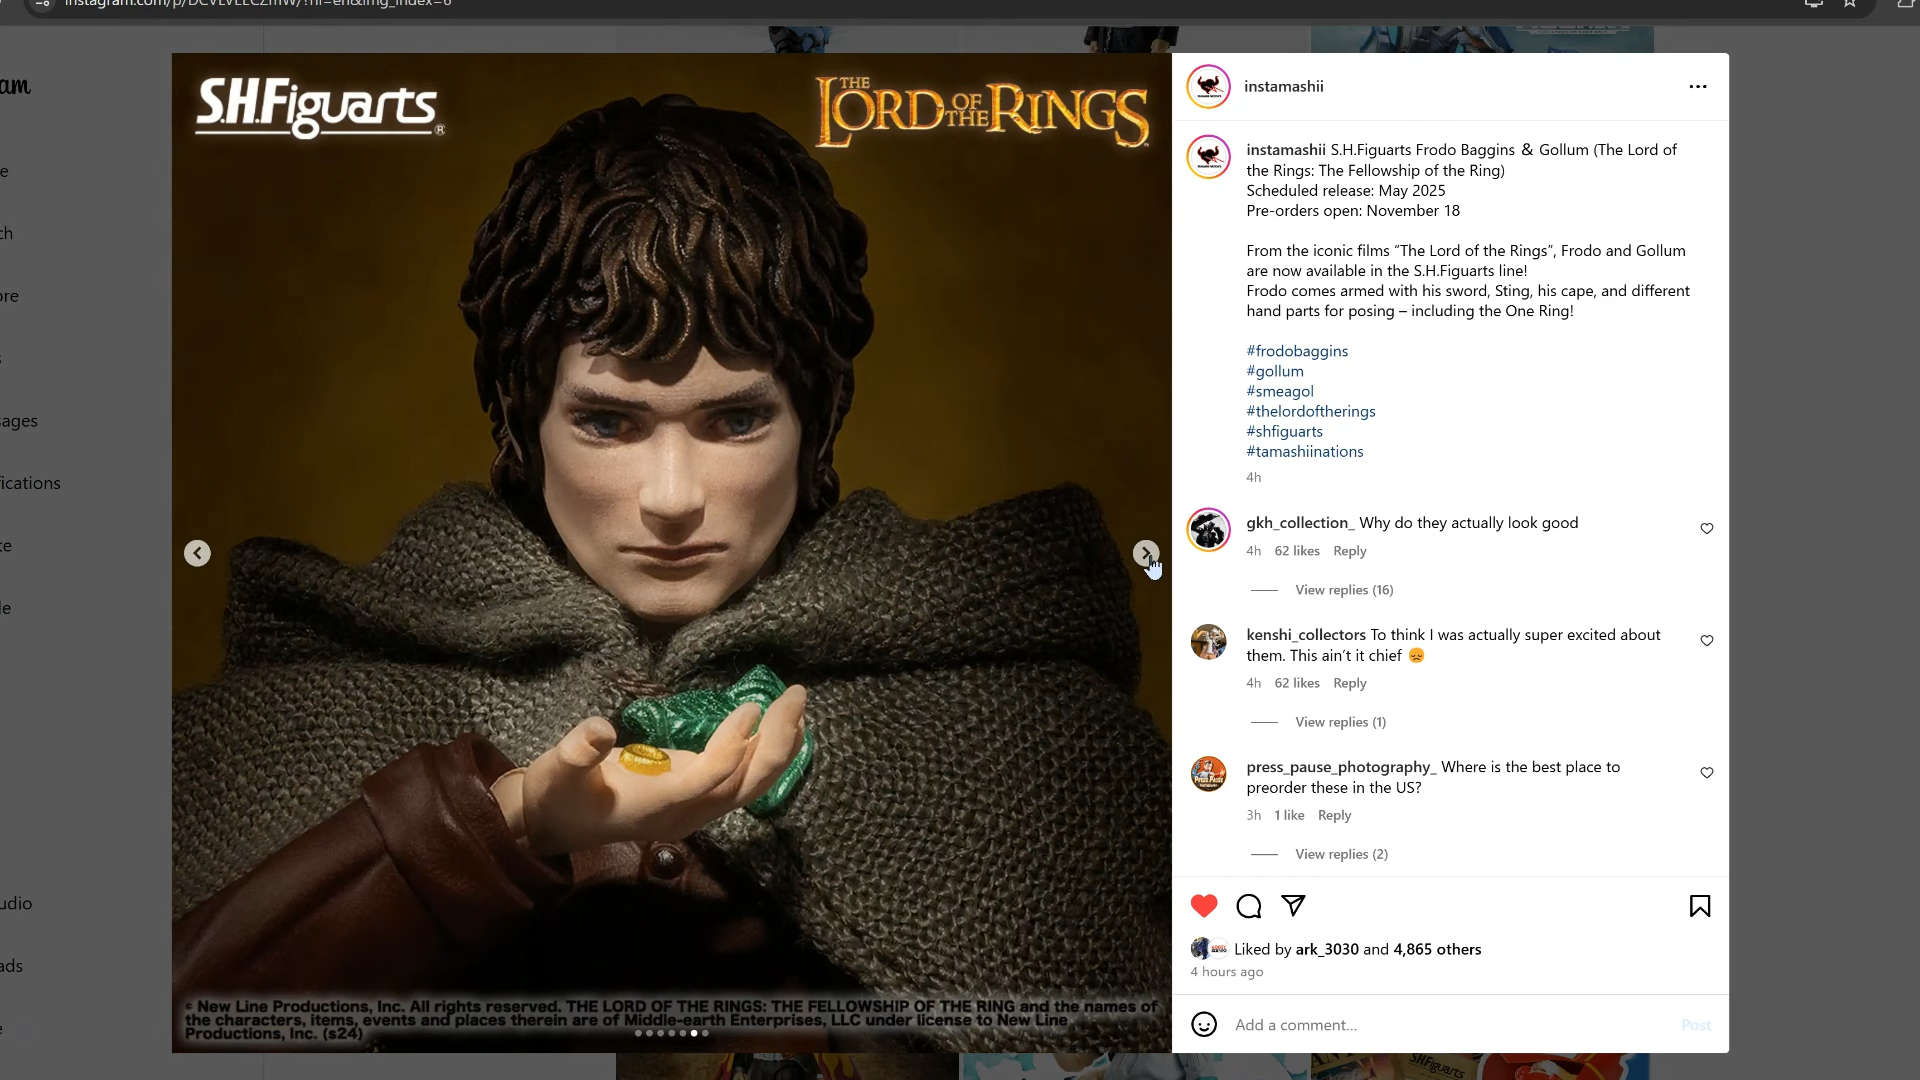 S.H.Figuarts
®
THE LORD OF THE RINGS
am
instamashii
instamashii S.H.Figuarts Frodo Baggins & Gollum (The Lord of
the Rings: The Fellowship of the Ring)
Scheduled release: May 2025
Pre-orders open: November 18
From the iconic films “The Lord of the Rings”, Frodo and Gollum
are now available in the S.H.Figuarts line!
Frodo comes armed with his sword, Sting, his cape, and different
hand parts for posing – including the One Ring!
#frodobaggins
#gollum
#smeagol
#thelordoftherings
#shfiguarts
#tamashiinations
4h
gkh_collection_ Why do they actually look good
4h 62 likes Reply
View replies (16)
kenshi_collectors To think I was actually super excited about
them. This ain’t it chief 😞
4h 62 likes Reply
View replies (1)
press_pause_photography_ Where is the best place to
preorder these in the US?
3h 1 like Reply
View replies (2)
Liked by ark_3030 and 4,865 others
4 hours ago
Add a comment...
Post
© New Line Productions, Inc. All rights reserved. THE LORD OF THE RINGS: THE FELLOWSHIP OF THE RING and the names of
the characters, items, events and places therein are of Middle-earth Enterprises, LLC under license to New Line
Productions, Inc. (s24)
e
ch
ore
s
sages
ications
te
le
udio
ads
e
S.H.Figuarts